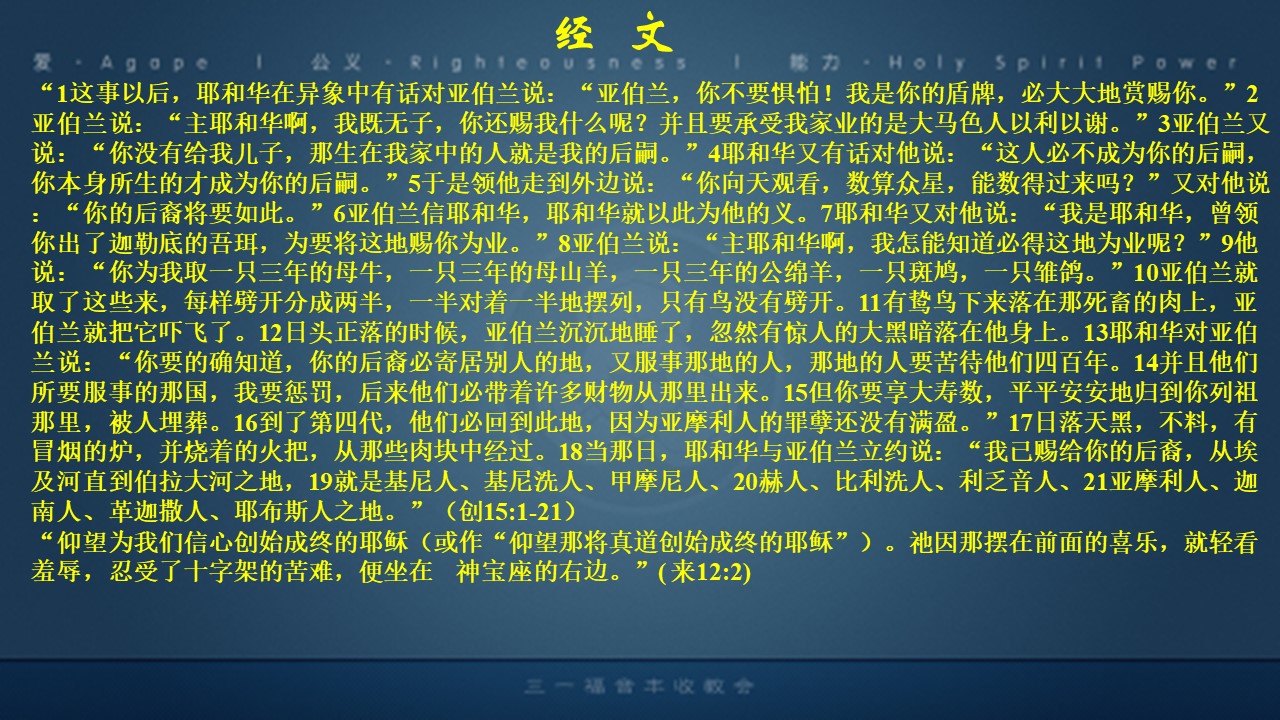 经 文
爱 · Agape | 公义 · Righteousness | 能力 · Holy Spirit Power
“1这事以后，耶和华在异象中有话对亚伯兰说：“亚伯兰，你不要惧怕！我是你的盾牌，必大大地赏赐你。”2
亚伯兰说：“主耶和华啊，我既无子，你还赐我什么呢？并且要承受我家业的是大马色人以利以谢。”3亚伯兰又
说：“你没有给我儿子，那生在我家中的人就是我的后嗣。”4耶和华又有话对他说：“这人必不成为你的后嗣，
你本身所生的才成为你的后嗣。”5于是领他走到外边说：“你向天观看，数算众星，能数得过来吗？”又对他说
：“你的后裔将要如此。”6亚伯兰信耶和华，耶和华就以此为他的义。7耶和华又对他说：“我是耶和华，曾领
你出了迦勒底的吾珥，为要将这地赐你为业。”8亚伯兰说：“主耶和华啊，我怎能知道必得这地为业呢？”9他
说：“你为我取一只三年的母牛，一只三年的母山羊，一只三年的公绵羊，一只斑鸠，一只雏鸽。”10亚伯兰就
取了这些来，每样劈开分成两半，一半对着一半地摆列，只有鸟没有劈开。11有鸷鸟下来落在那死畜的肉上，亚
伯兰就把它吓飞了。12日头正落的时候，亚伯兰沉沉地睡了，忽然有惊人的大黑暗落在他身上。13耶和华对亚伯
兰说：“你要的确知道，你的后裔必寄居别人的地，又服事那地的人，那地的人要苦待他们四百年。14并且他们
所要服事的那国，我要惩罚，后来他们必带着许多财物从那里出来。15但你要享大寿数，平平安安地归到你列祖
那里，被人埋葬。16到了第四代，他们必回到此地，因为亚摩利人的罪孽还没有满盈。”17日落天黑，不料，有
冒烟的炉，并烧着的火把，从那些肉块中经过。18当那日，耶和华与亚伯兰立约说：“我已赐给你的后裔，从埃
及河直到伯拉大河之地，19就是基尼人、基尼洗人、甲摩尼人、20赫人、比利洗人、利乏音人、21亚摩利人、迦
南人、革迦撒人、耶布斯人之地。”（创15:1-21）
“仰望为我们信心创始成终的耶稣（或作“仰望那将真道创始成终的耶稣”）。祂因那摆在前面的喜乐，就轻看
羞辱，忍受了十字架的苦难，便坐在 神宝座的右边。”( 来12:2)
三一福音丰收教会